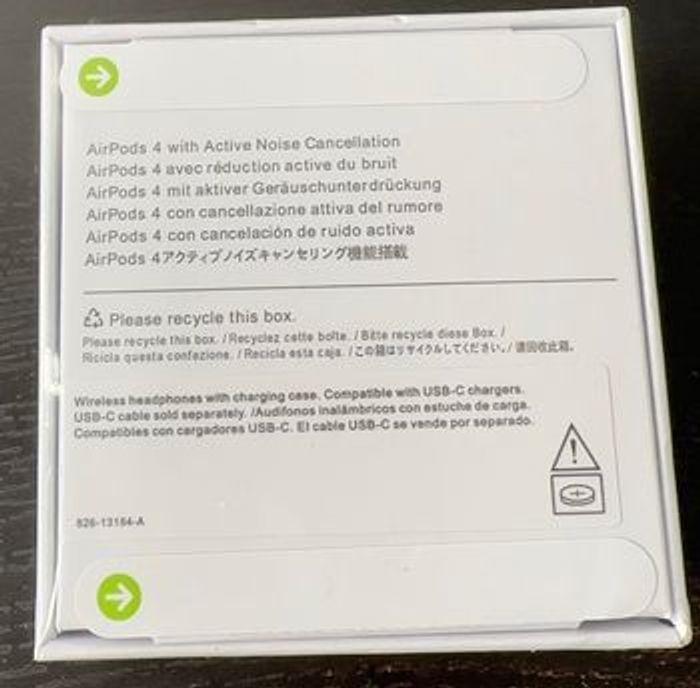 AirPods 4 with Active Noise Cancellation
AirPods 4 avec réduction active du bruit
AirPods 4 mit aktiver Geräuschunterdrückung
AirPods 4 con cancellazione attiva del rumore
AirPods 4 con cancelación de ruido activa
AirPods 4アクティブノイズキャンセリング機能搭載
Please recycle this box.
Please recycle this box. / Recyclez cette boîte. / Bitte recycle diese Box. /
Ricicla questa confezione. / Recicla esta caja. / この箱はリサイクルしてください。/ 請回收此箱。
Wireless headphones with charging case. Compatible with USB-C chargers.
USB-C cable sold separately. /Audífonos inalámbricos con estuche de carga.
Compatibles con cargadores USB-C. El cable USB-C se vende por separado.
826-13164-A